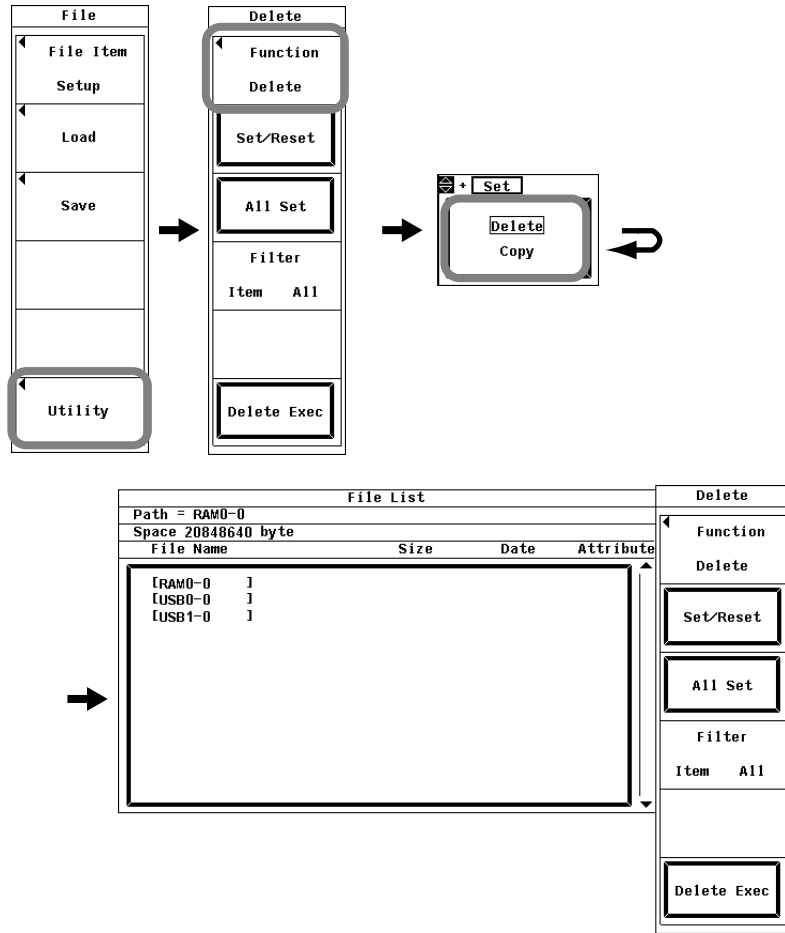 File
File Item
Setup
Load
Save
Utility
Delete
Function
Delete
Set/Reset
All Set
Filter
Item All
Delete Exec
+ Set
Delete
Copy
File List
Path = RAM0-0
Space 20848640 byte
File Name Size Date Attribute
[RAM0-0 ]
[USB0-0 ]
[USB1-0 ]
Delete
Function
Delete
Set/Reset
All Set
Filter
Item All
Delete Exec